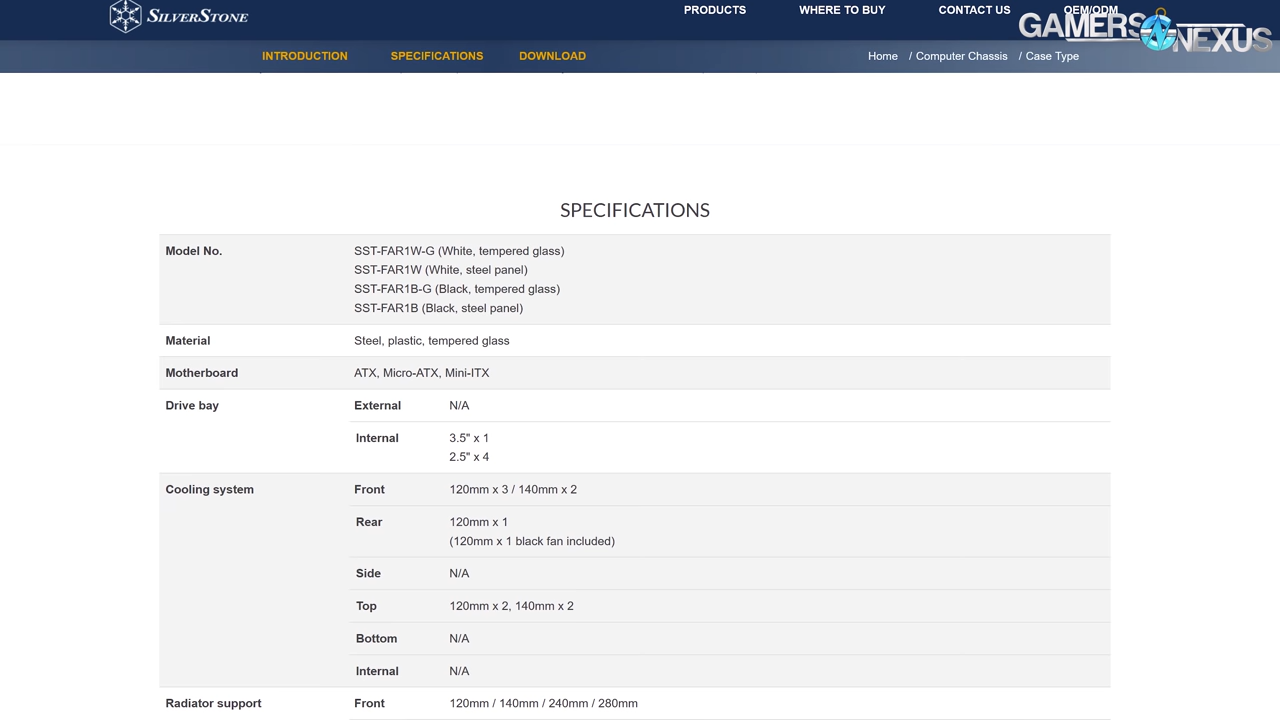 SILVERSTONE
PRODUCTS WHERE TO BUY CONTACT US OEM/ODM
GAMERS NEXUS
INTRODUCTION SPECIFICATIONS DOWNLOAD Home / Computer Chassis / Case Type
SPECIFICATIONS
Model No. SST-FAR1W-G (White, tempered glass)
SST-FAR1W (White, steel panel)
SST-FAR1B-G (Black, tempered glass)
SST-FAR1B (Black, steel panel)
Material Steel, plastic, tempered glass
Motherboard ATX, Micro-ATX, Mini-ITX
Drive bay External N/A
Internal 3.5" x 1
2.5" x 4
Cooling system Front 120mm x 3 / 140mm x 2
Rear 120mm x 1
(120mm x 1 black fan included)
Side N/A
Top 120mm x 2, 140mm x 2
Bottom N/A
Internal N/A
Radiator support Front 120mm / 140mm / 240mm / 280mm